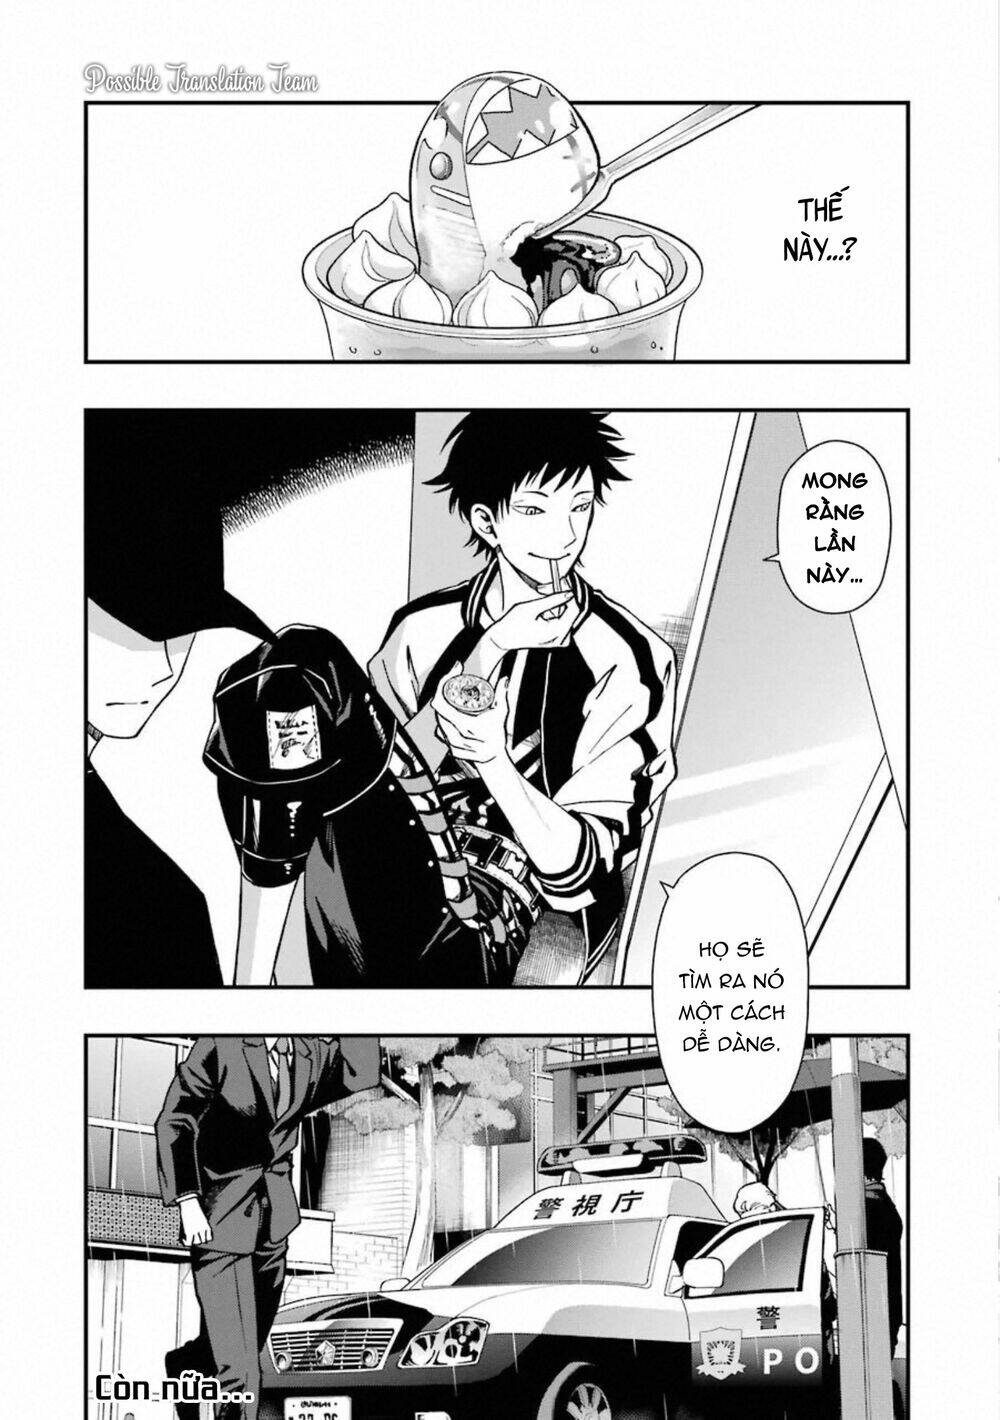 Possible Translation Team
THẾ
NÀY...?
MONG
RẰNG
LẦN
NÀY...
HỌ SẼ
TÌM RA NÓ
MỘT CÁCH
DỄ DÀNG.
警視庁
警
PO
Còn nữa...